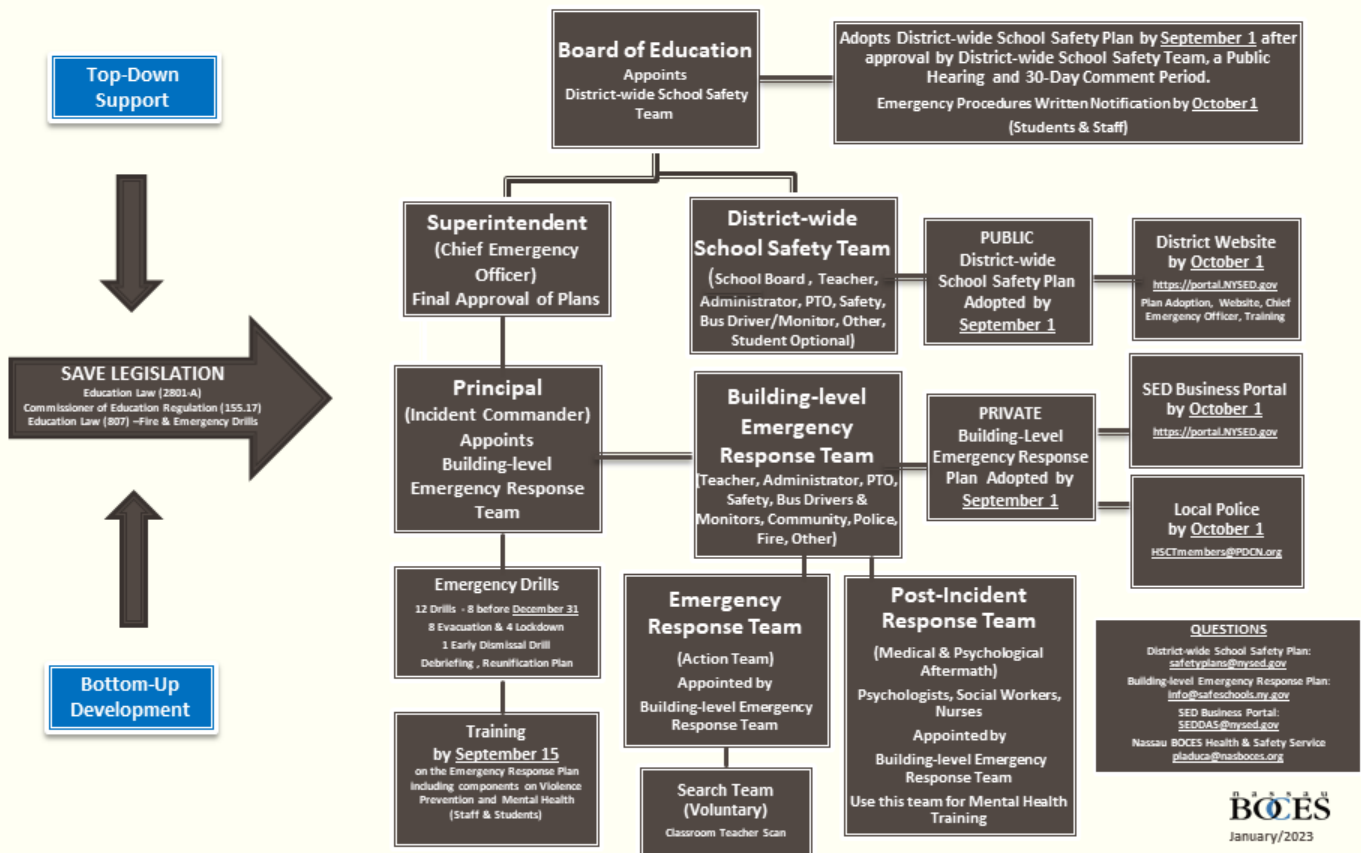 Top-Down
Support
Board of Education
Appoints
District-wide School Safety
Team
Adopts District-wide School Safety Plan by September 1 after
approval by District-wide School Safety Team, a Public
Hearing and 30-Day Comment Period.
Emergency Procedures Written Notification by October 1
(Students & Staff)
Superintendent
(Chief Emergency
Officer)
Final Approval of Plans
District-wide
School Safety Team
(School Board , Teacher,
Administrator, PTO, Safety,
Bus Driver/Monitor, Other,
Student Optional)
PUBLIC
District-wide
School Safety Plan
Adopted by
September 1
District Website
by October 1
https://portal.NYSED.gov
Plan Adoption, Website, Chief
Emergency Officer, Training
SAVE LEGISLATION
Education Law (2801-A)
Commissioner of Education Regulation (155.17)
Education Law (807) –Fire & Emergency Drills
Principal
(Incident Commander)
Appoints
Building-level
Emergency Response
Team
Building-level
Emergency
Response Team
(Teacher, Administrator, PTO,
Safety, Bus Drivers &
Monitors, Community, Police,
Fire, Other)
PRIVATE
Building-Level
Emergency Response
Plan Adopted by
September 1
SED Business Portal
by October 1
https://portal.NYSED.gov
Local Police
by October 1
HSCTmembers@PDCN.org
Bottom-Up
Development
Emergency Drills
12 Drills - 8 before December 31
8 Evacuation & 4 Lockdown
1 Early Dismissal Drill
Debriefing , Reunification Plan
Training
by September 15
on the Emergency Response Plan
including components on Violence
Prevention and Mental Health
(Staff & Students)
Emergency
Response Team
(Action Team)
Appointed by
Building-level Emergency
Response Team
Search Team
(Voluntary)
Classroom Teacher Scan
Post-Incident
Response Team
(Medical & Psychological
Aftermath)
Psychologists, Social Workers,
Nurses
Appointed by
Building-level Emergency
Response Team
Use this team for Mental Health
Training
QUESTIONS
District-wide School Safety Plan:
safetyplans@nysed.gov
Building-level Emergency Response Plan:
info@safeschools.ny.gov
SED Business Portal:
SEDDAS@nysed.gov
Nassau BOCES Health & Safety Service
pladuca@nasboces.org
nassau
BOCES
January/2023